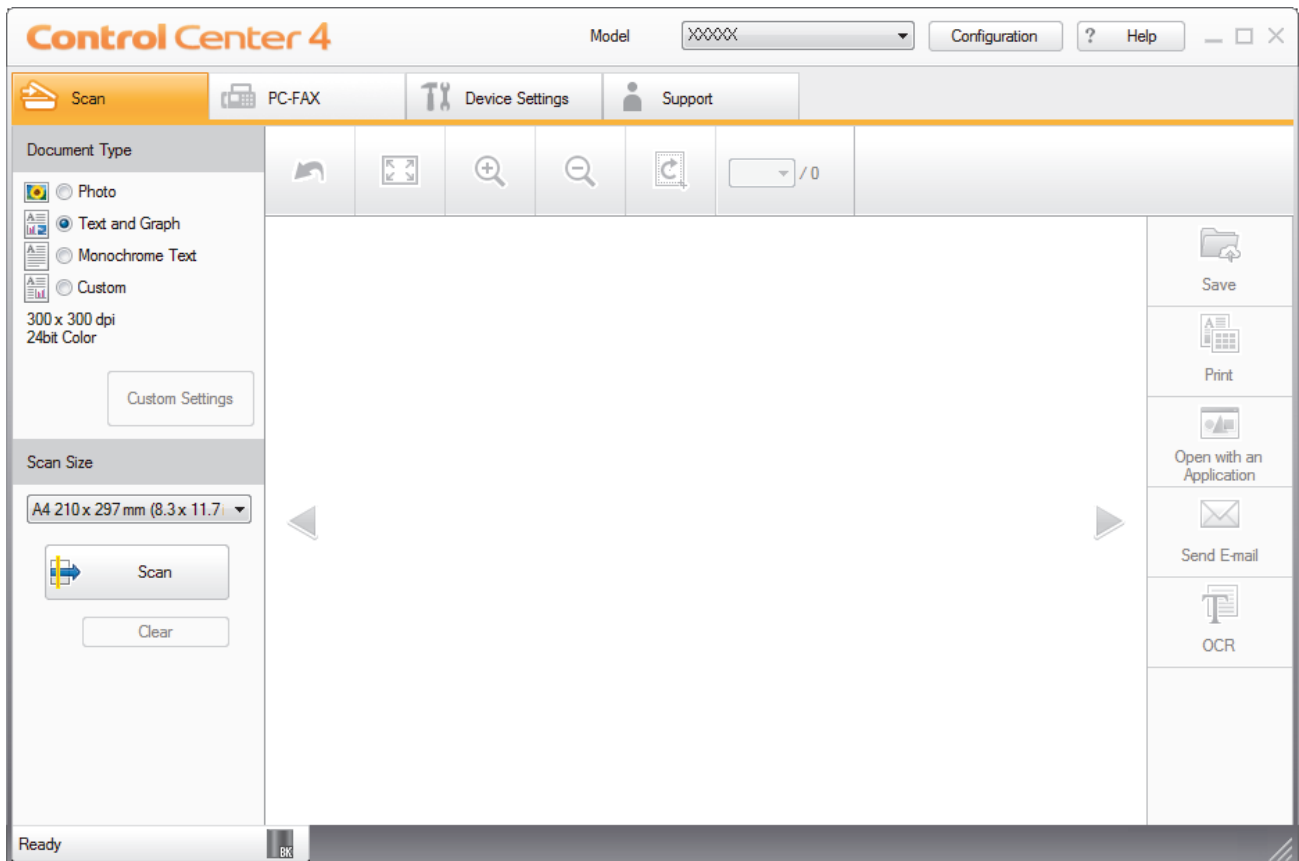 Control Center 4
Model
XXXXX
Configuration
? Help
Scan
PC-FAX
Device Settings
Support
Document Type
/ 0
Photo
Text and Graph
Monochrome Text
Custom
300 x 300 dpi
24bit Color
Custom Settings
Scan Size
A4 210 x 297 mm (8.3 x 11.7
Scan
Clear
Save
Print
Open with an
Application
Send E-mail
OCR
Ready
BK